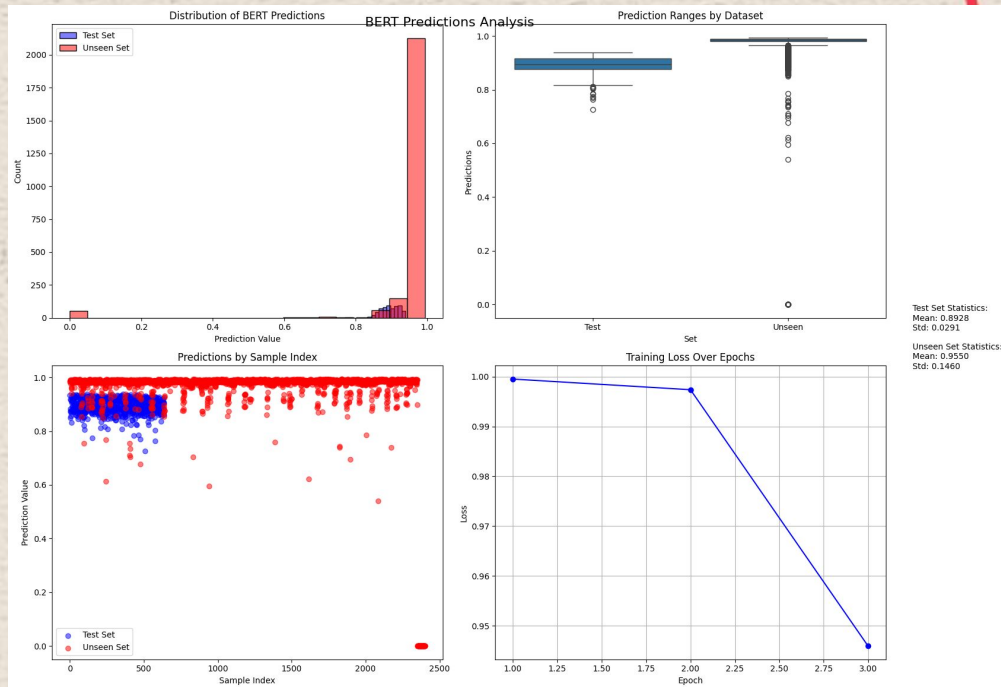 BERT Predictions Analysis
Distribution of BERT Predictions
Test Set
Unseen Set
2000
1750
1500
1250
1000
750
500
250
0
Count
0.0 0.2 0.4 0.6 0.8 1.0
Prediction Value
Prediction Ranges by Dataset
1.0
0.8
0.6
0.4
0.2
0.0
Predictions
Test Unseen
Set
Test Set Statistics:
Mean: 0.8928
Std: 0.0291
Unseen Set Statistics:
Mean: 0.9550
Std: 0.1460
Predictions by Sample Index
1.0
0.8
0.6
0.4
0.2
0.0
Prediction Value
Test Set
Unseen Set
0 500 1000 1500 2000 2500
Sample Index
Training Loss Over Epochs
1.00
0.99
0.98
0.97
0.96
0.95
Loss
1.00 1.25 1.50 1.75 2.00 2.25 2.50 2.75 3.00
Epoch